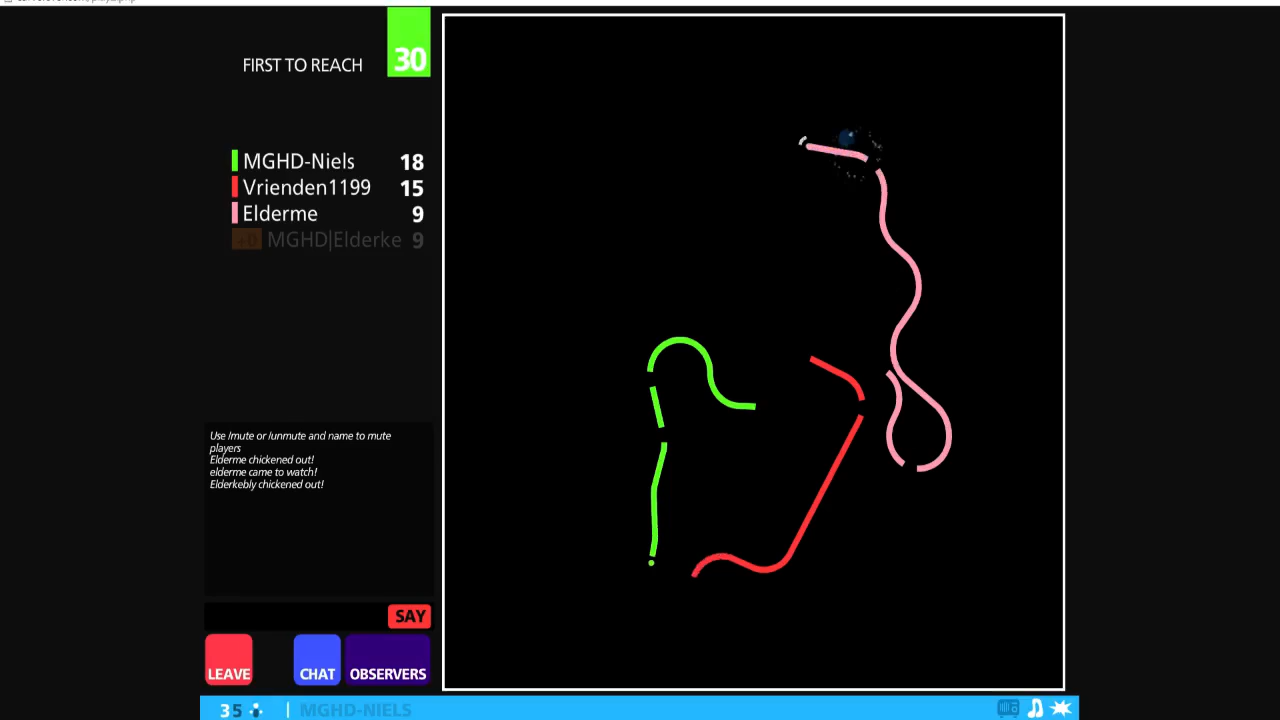 FIRST TO REACH 30
MGHD-Niels 18
Vrienden1199 15
Elderme 9
+0 MGHD|Elderke 9
Use /mute or /unmute and name to mute
players
Elderme chickened out!
elderme came to watch!
Elderkebly chickened out!
SAY
LEAVE CHAT OBSERVERS
35 | MGHD-NIELS